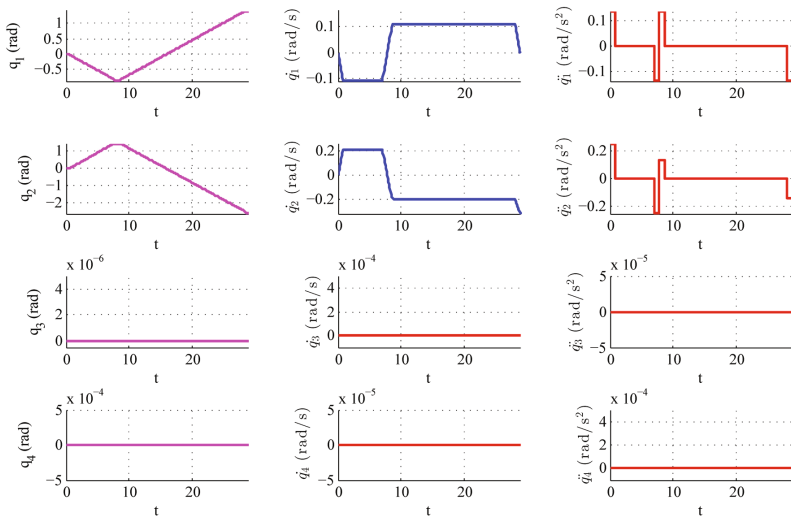 q1 (rad)
1
0.5
−0.5
0 10 20
t
q̇1 (rad/s)
0.1
0
−0.1
0 10 20
t
q̈1 (rad/s²)
0.1
0
−0.1
0 10 20
t
q2 (rad)
1
0
−1
−2
0 10 20
t
q̇2 (rad/s)
0.2
−0.2
0 10 20
t
q̈2 (rad/s²)
0.2
0
−0.2
0 10 20
t
x 10⁻⁶
q3 (rad)
4
2
0
0 10 20
t
x 10⁻⁴
q̇3 (rad/s)
4
2
0
0 10 20
t
x 10⁻⁵
q̈3 (rad/s²)
5
0
−5
0 10 20
t
x 10⁻⁴
q4 (rad)
5
0
−5
0 10 20
t
x 10⁻⁵
q̇4 (rad/s)
5
0
−5
0 10 20
t
x 10⁻⁴
q̈4 (rad/s²)
4
2
0
0 10 20
t